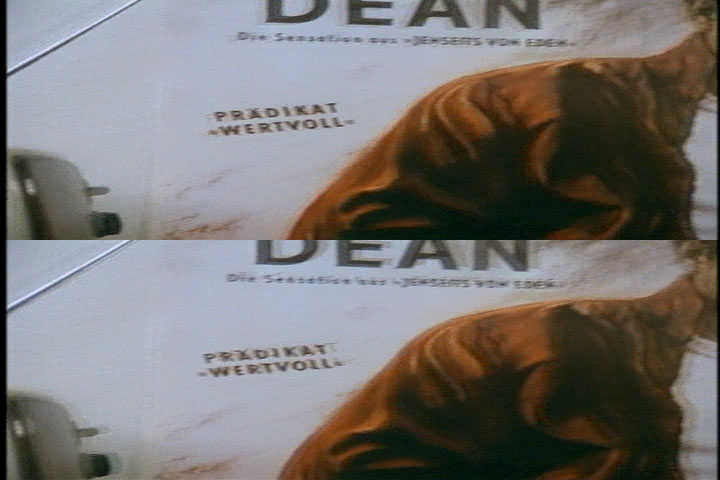 DEAN
Die Sensation aus »JENSEITS VON EDEN«
PRÄDIKAT
»WERTVOLL«
DEAN
Die Sensation aus »JENSEITS VON EDEN«
PRÄDIKAT
»WERTVOLL«